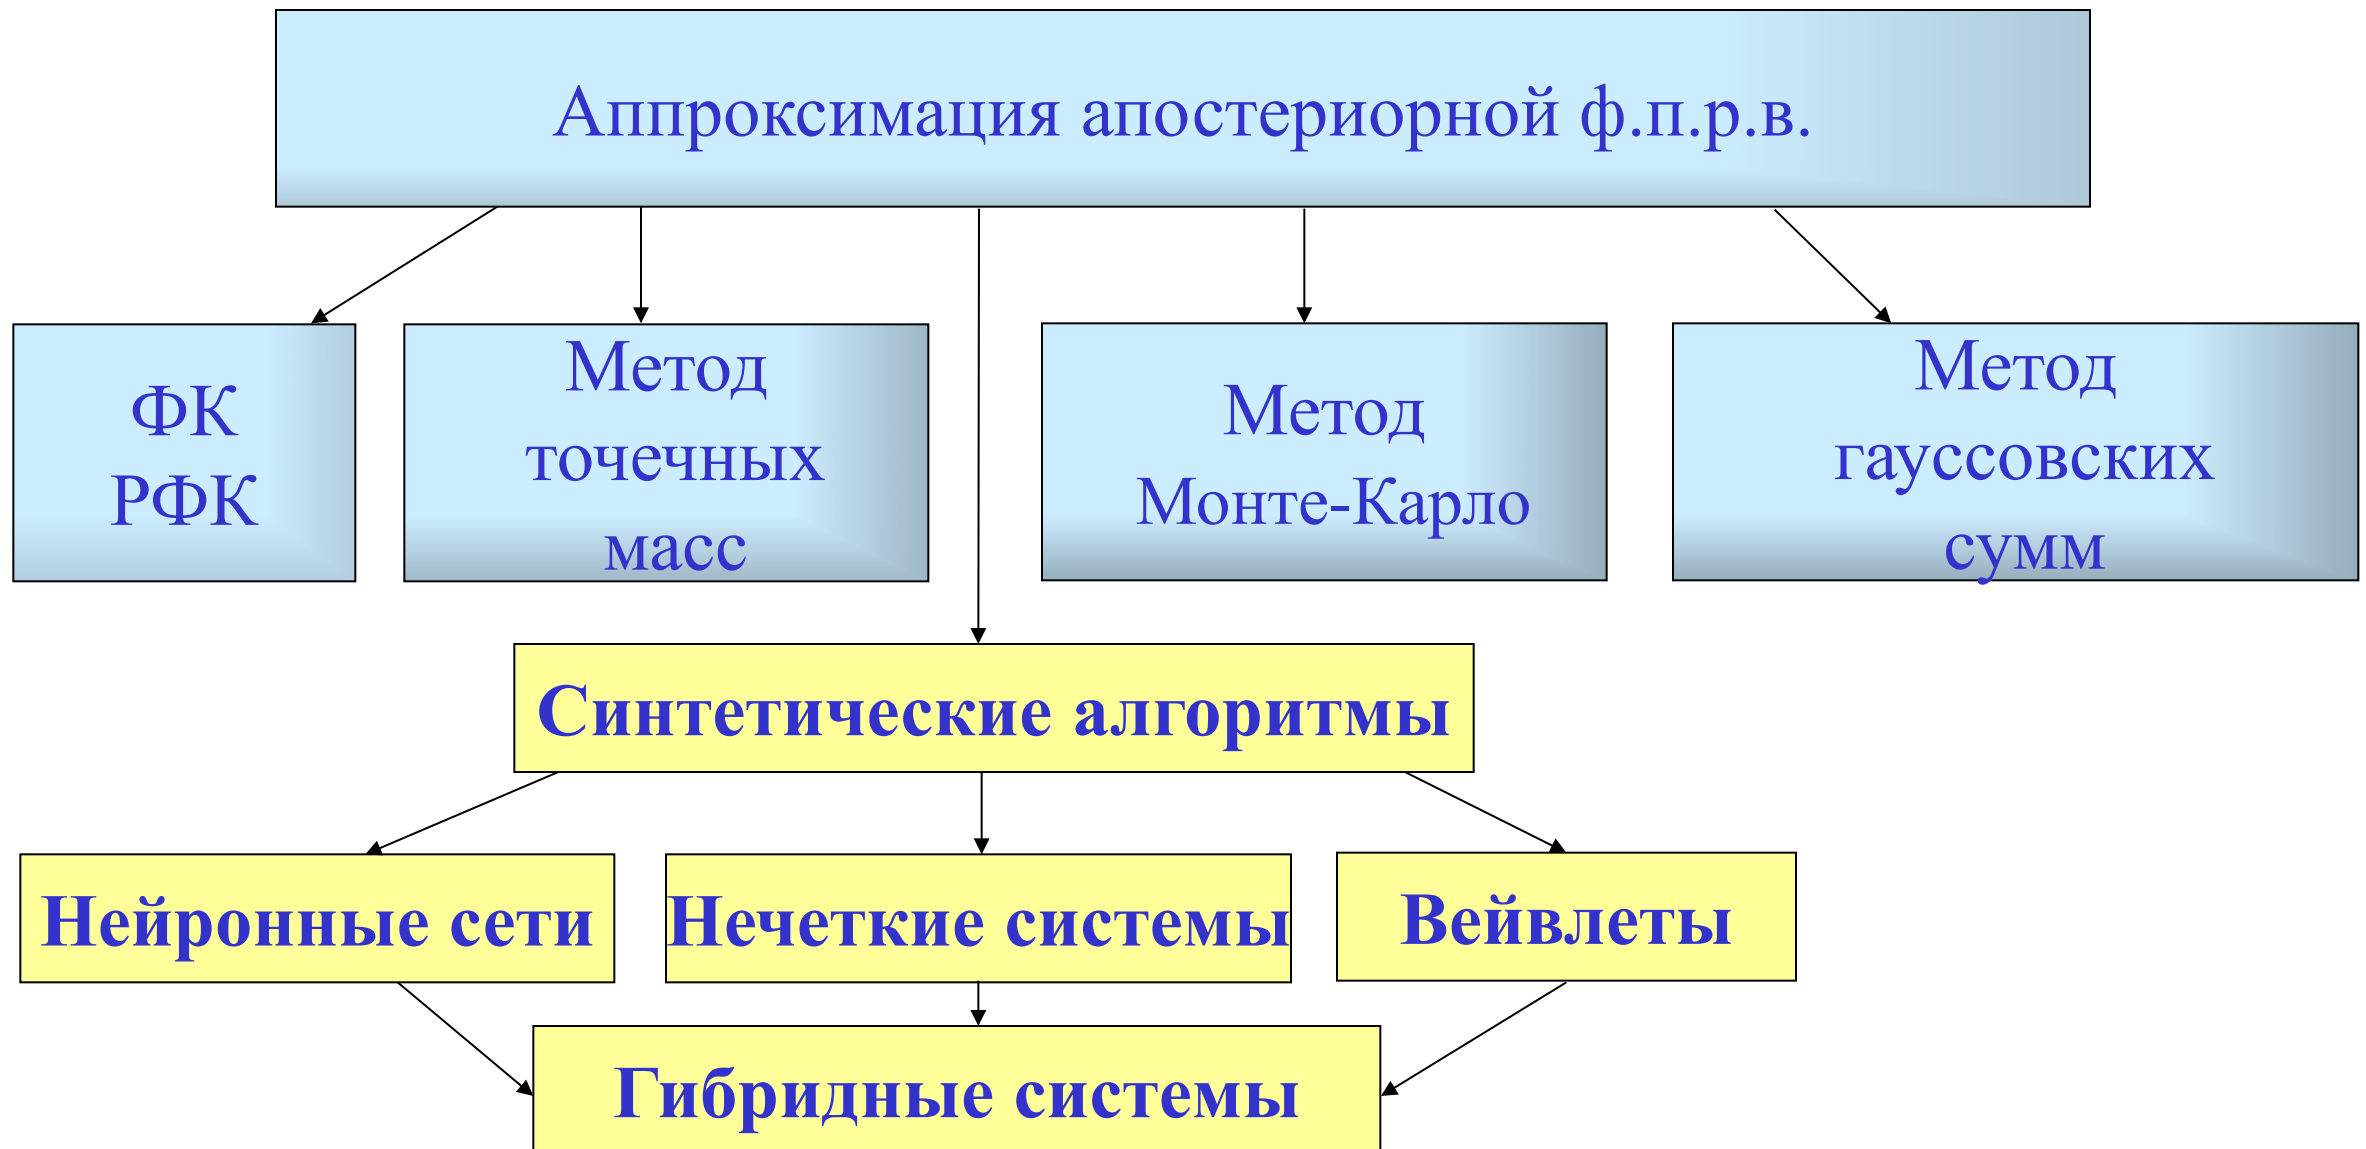 Аппроксимация апостериорной ф.п.р.в.
ФК
РФК
Метод
точечных
масс
Метод
Монте-Карло
Метод
гауссовских
сумм
Синтетические алгоритмы
Нейронные сети
Нечеткие системы
Вейвлеты
Гибридные системы